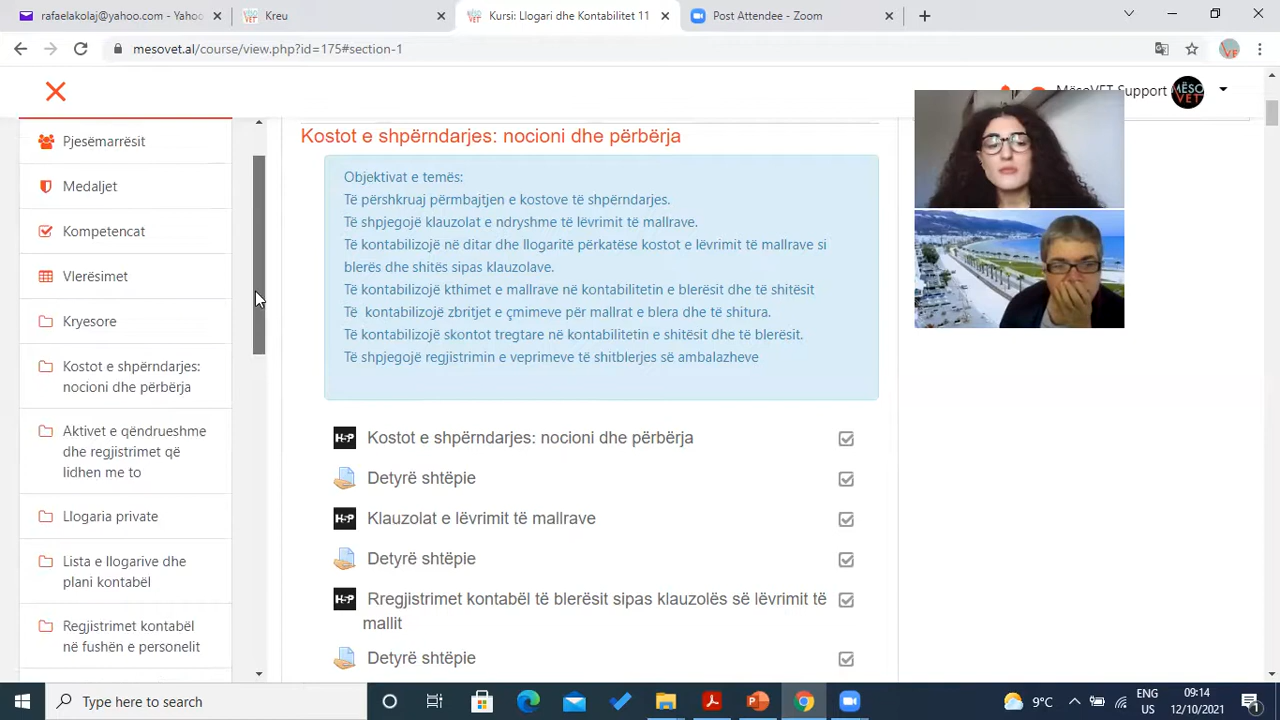 rafaelakolaj@yahoo.com - Yahoo
Kreu
Kursi: Llogari dhe Kontabilitet 11
Post Attendee - Zoom
mesovet.al/course/view.php?id=175#section-1
MësoVET Support
MËSO
VET
Pjesëmarrësit
Medaljet
Kompetencat
Vlerësimet
Kryesore
Kostot e shpërndarjes:
nocioni dhe përbërja
Aktivet e qëndrueshme
dhe regjistrimet që
lidhen me to
Llogaria private
Lista e llogarive dhe
plani kontabël
Regjistrimet kontabël
në fushën e personelit
Kostot e shpërndarjes: nocioni dhe përbërja
Objektivat e temës:
Të përshkruaj përmbajtjen e kostove të shpërndarjes.
Të shpjegojë klauzolat e ndryshme të lëvrimit të mallrave.
Të kontabilizojë në ditar dhe llogaritë përkatëse kostot e lëvrimit të mallrave si
blerës dhe shitës sipas klauzolave.
Të kontabilizojë kthimet e mallrave në kontabilitetin e blerësit dhe të shitësit
Të  kontabilizojë zbritjet e çmimeve për mallrat e blera dhe të shitura.
Të kontabilizojë skontot tregtare në kontabilitetin e shitësit dhe të blerësit.
Të shpjegojë regjistrimin e veprimeve të shitblerjes së ambalazheve
H-P Kostot e shpërndarjes: nocioni dhe përbërja
Detyrë shtëpie
H-P Klauzolat e lëvrimit të mallrave
Detyrë shtëpie
H-P Rregjistrimet kontabël të blerësit sipas klauzolës së lëvrimit të
mallit
Detyrë shtëpie
Type here to search
9°C
ENG
US
09:14
12/10/2021
1